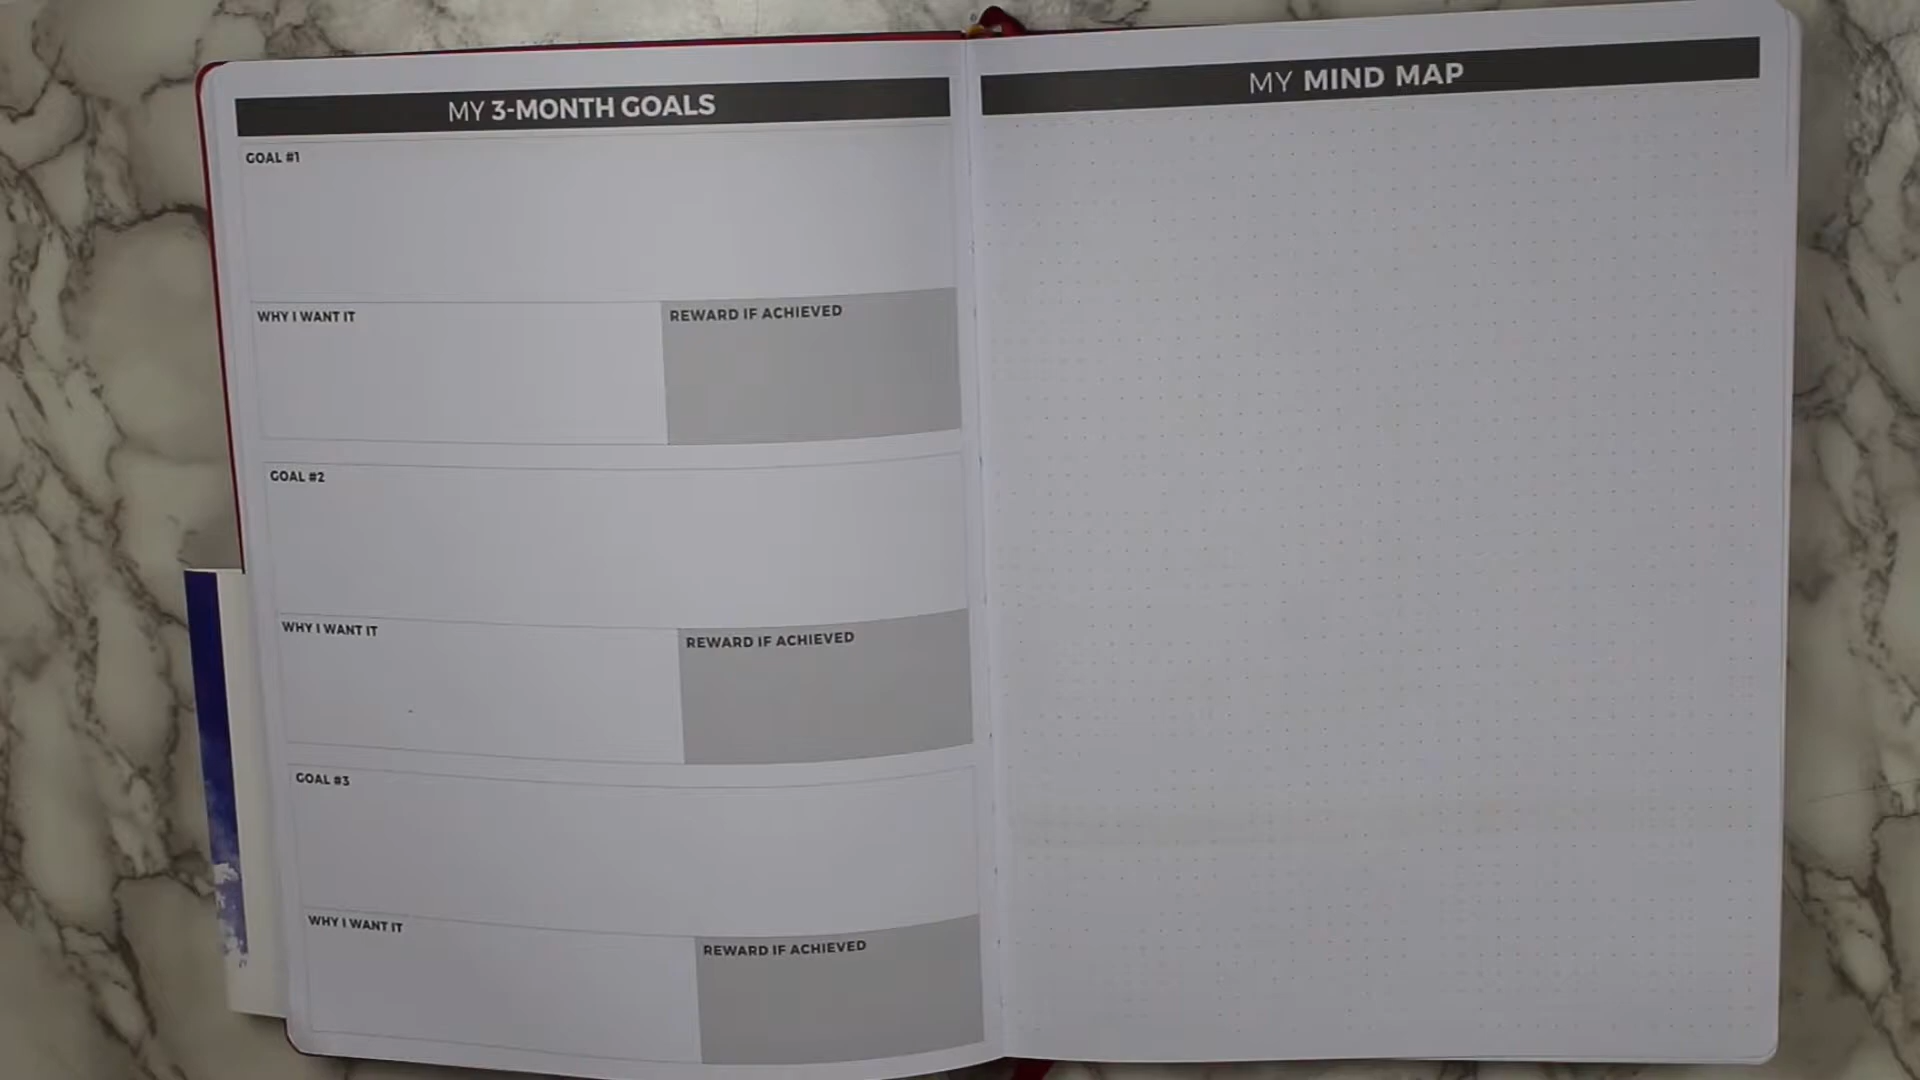 MY 3-MONTH GOALS
GOAL #1
WHY I WANT IT
REWARD IF ACHIEVED
GOAL #2
WHY I WANT IT
REWARD IF ACHIEVED
GOAL #3
WHY I WANT IT
REWARD IF ACHIEVED
MY MIND MAP